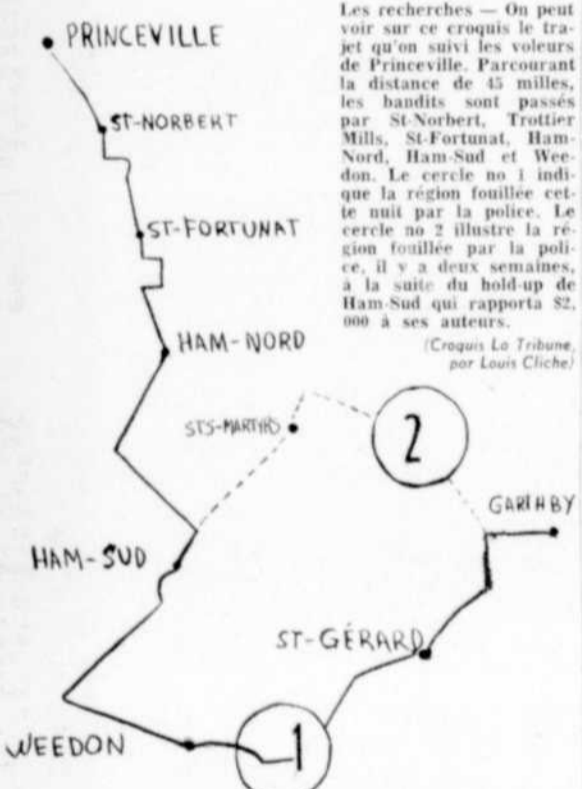 Les recherches — On peut
voir sur ce croquis le tra-
jet qu'on suivi les voleurs
de Princeville. Parcourant
la distance de 45 milles,
les bandits sont passés
par St-Norbert, Trottier
Mills, St-Fortunat, Ham-
Nord, Ham-Sud et Wee-
don. Le cercle no 1 indi-
que la région fouillée cet-
te nuit par la police. Le
cercle no 2 illustre la ré-
gion fouillée par la poli-
ce, il y a deux semaines,
à la suite du hold-up de
Ham-Sud qui rapporta $2,
000 à ses auteurs.
(Croquis La Tribune,
par Louis Cliche)
PRINCEVILLE
ST-NORBERT
ST-FORTUNAT
HAM-NORD
STS-MARTYRS
2
GARTHBY
HAM-SUD
ST-GÉRARD
WEEDON
1